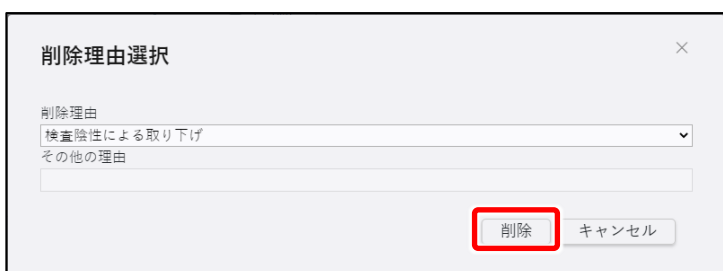 削除理由選択
削除理由
検査陰性による取り下げ
その他の理由
削除 キャンセル